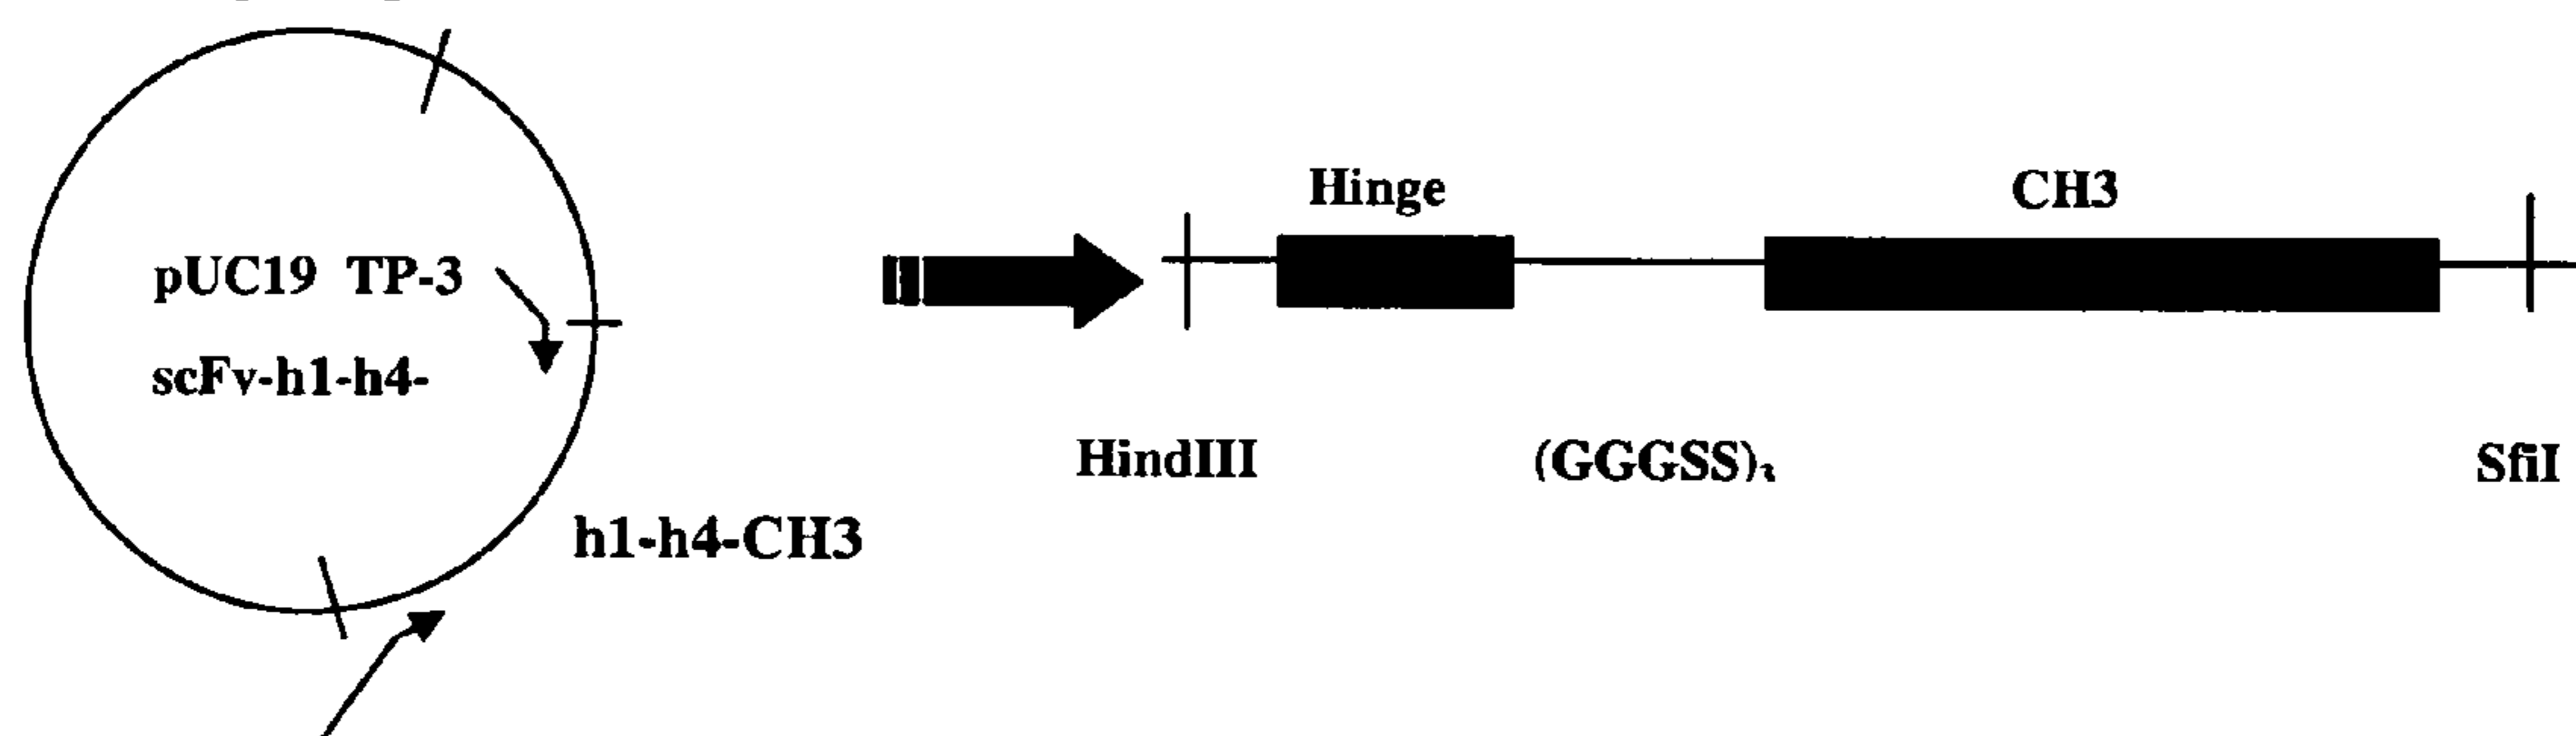 pUC19 TP-3
scFv-h1-h4-
h1-h4-CH3
Hinge
CH3
HindIII
(GGGSS)₃
SfiI